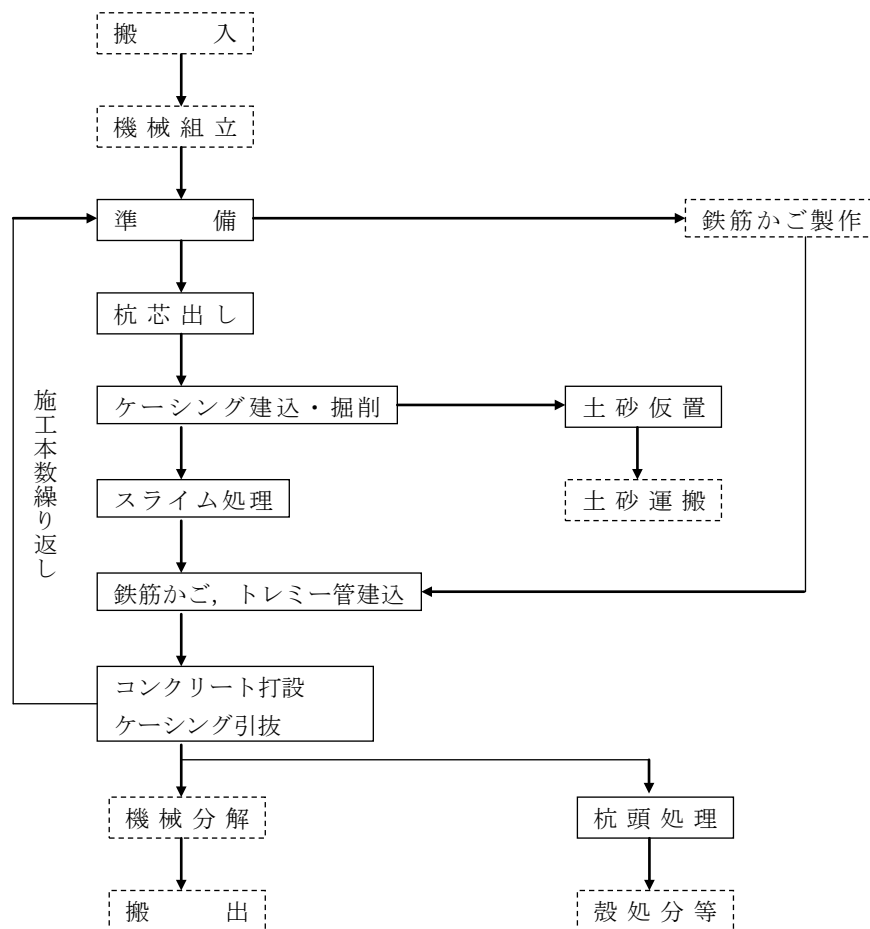 搬入
機械組立
準備
鉄筋かご製作
杭芯出し
ケーシング建込・掘削
土砂仮置
施工本数繰り返し
スライム処理
土砂運搬
鉄筋かご，トレミー管建込
コンクリート打設
ケーシング引抜
機械分解
杭頭処理
搬出
殻処分等